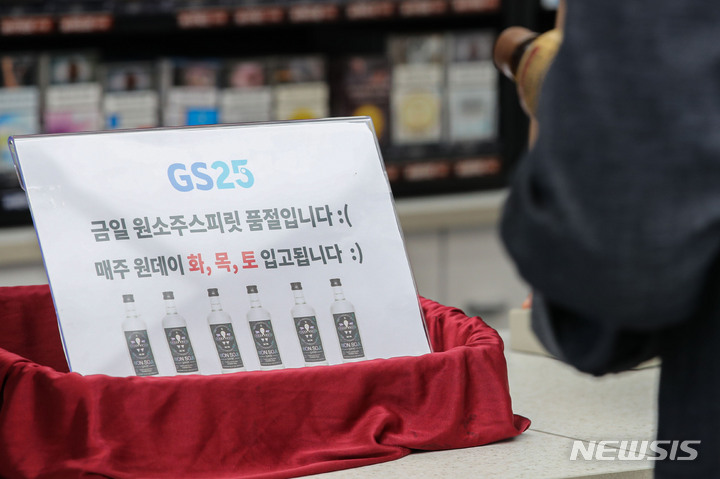 GS25
금일 원소주스피릿 품절입니다 :(
매주 원데이 화, 목, 토 입고됩니다 :)
NEWSIS